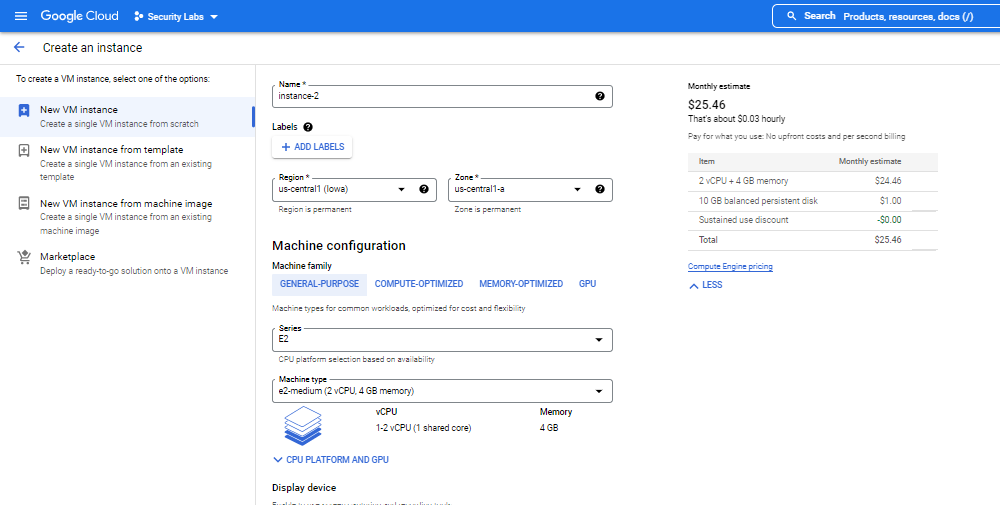 Google Cloud
Security Labs
Search Products, resources, docs (/)
Create an instance
To create a VM instance, select one of the options:
New VM instance
Create a single VM instance from scratch
New VM instance from template
Create a single VM instance from an existing
template
New VM instance from machine image
Create a single VM instance from an existing
machine image
Marketplace
Deploy a ready-to-go solution onto a VM instance
Name *
instance-2
Labels
+ ADD LABELS
Region *
us-central1 (Iowa)
Region is permanent
Zone *
us-central1-a
Zone is permanent
Machine configuration
Machine family
GENERAL-PURPOSE COMPUTE-OPTIMIZED MEMORY-OPTIMIZED GPU
Machine types for common workloads, optimized for cost and flexibility
Series
E2
CPU platform selection based on availability
Machine type
e2-medium (2 vCPU, 4 GB memory)
vCPU Memory
1-2 vCPU (1 shared core) 4 GB
CPU PLATFORM AND GPU
Display device
Monthly estimate
$25.46
That's about $0.03 hourly
Pay for what you use: No upfront costs and per second billing
Item Monthly estimate
2 vCPU + 4 GB memory $24.46
10 GB balanced persistent disk $1.00
Sustained use discount -$0.00
Total $25.46
Compute Engine pricing
LESS